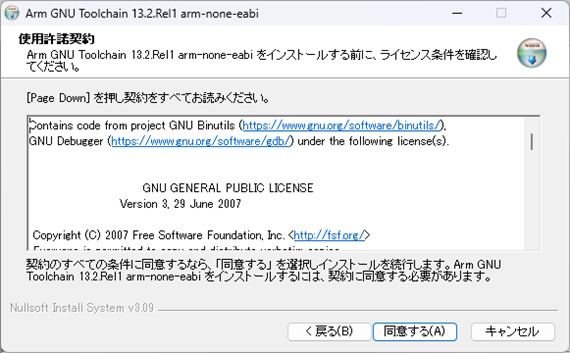 Arm GNU Toolchain 13.2.Rel1 arm-none-eabi
使用許諾契約
Arm GNU Toolchain 13.2.Rel1 arm-none-eabi をインストールする前に、ライセンス条件を確認し
てください。
[Page Down] を押し契約をすべてお読みください。
Contains code from project GNU Binutils (https://www.gnu.org/software/binutils/),
GNU Debugger (https://www.gnu.org/software/gdb/) under the following license(s).
GNU GENERAL PUBLIC LICENSE
Version 3, 29 June 2007
Copyright (C) 2007 Free Software Foundation, Inc. <http://fsf.org/>
Everyone is permitted to copy and distribute verbatim copies
契約のすべての条件に同意するなら、「同意する」を選択しインストールを続行します。Arm GNU
Toolchain 13.2.Rel1 arm-none-eabi をインストールするには、契約に同意する必要があります。
Nullsoft Install System v3.09
< 戻る(B)
同意する(A)
キャンセル